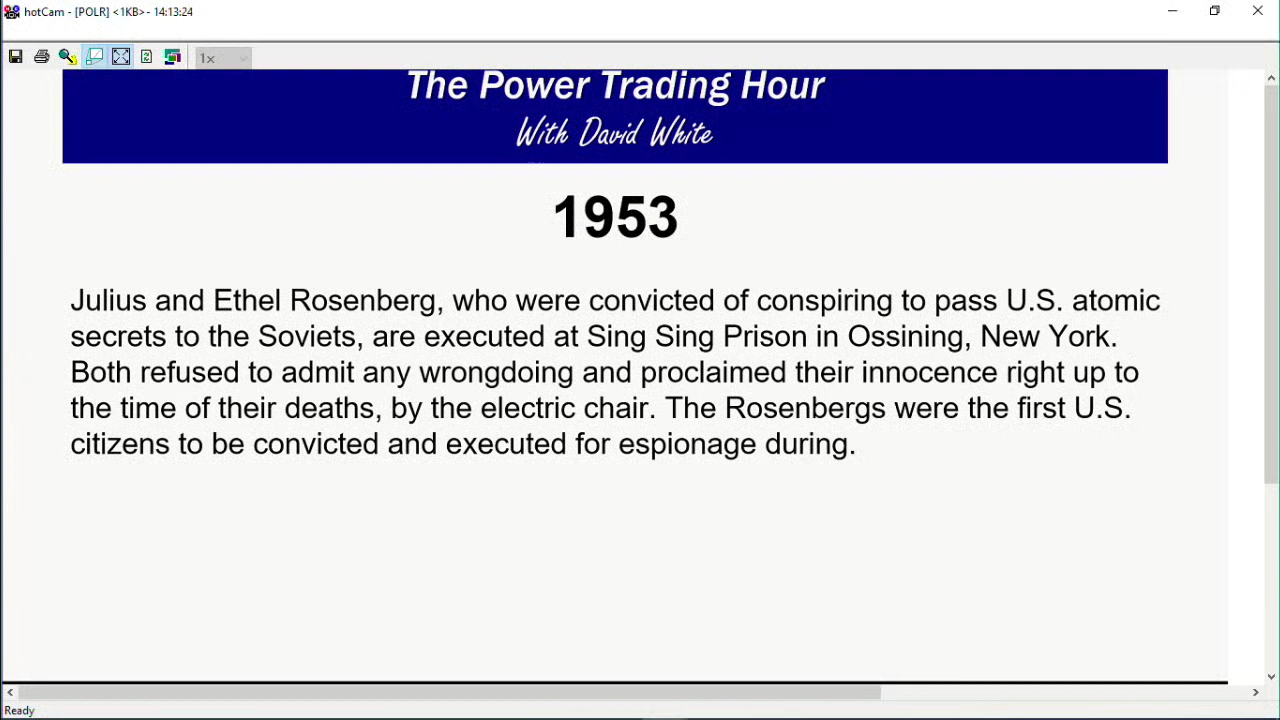 hotCam - [POLR] <1KB> - 14:13:24
1x
The Power Trading Hour
With David White
1953
Julius and Ethel Rosenberg, who were convicted of conspiring to pass U.S. atomic
secrets to the Soviets, are executed at Sing Sing Prison in Ossining, New York.
Both refused to admit any wrongdoing and proclaimed their innocence right up to
the time of their deaths, by the electric chair. The Rosenbergs were the first U.S.
citizens to be convicted and executed for espionage during.
Ready